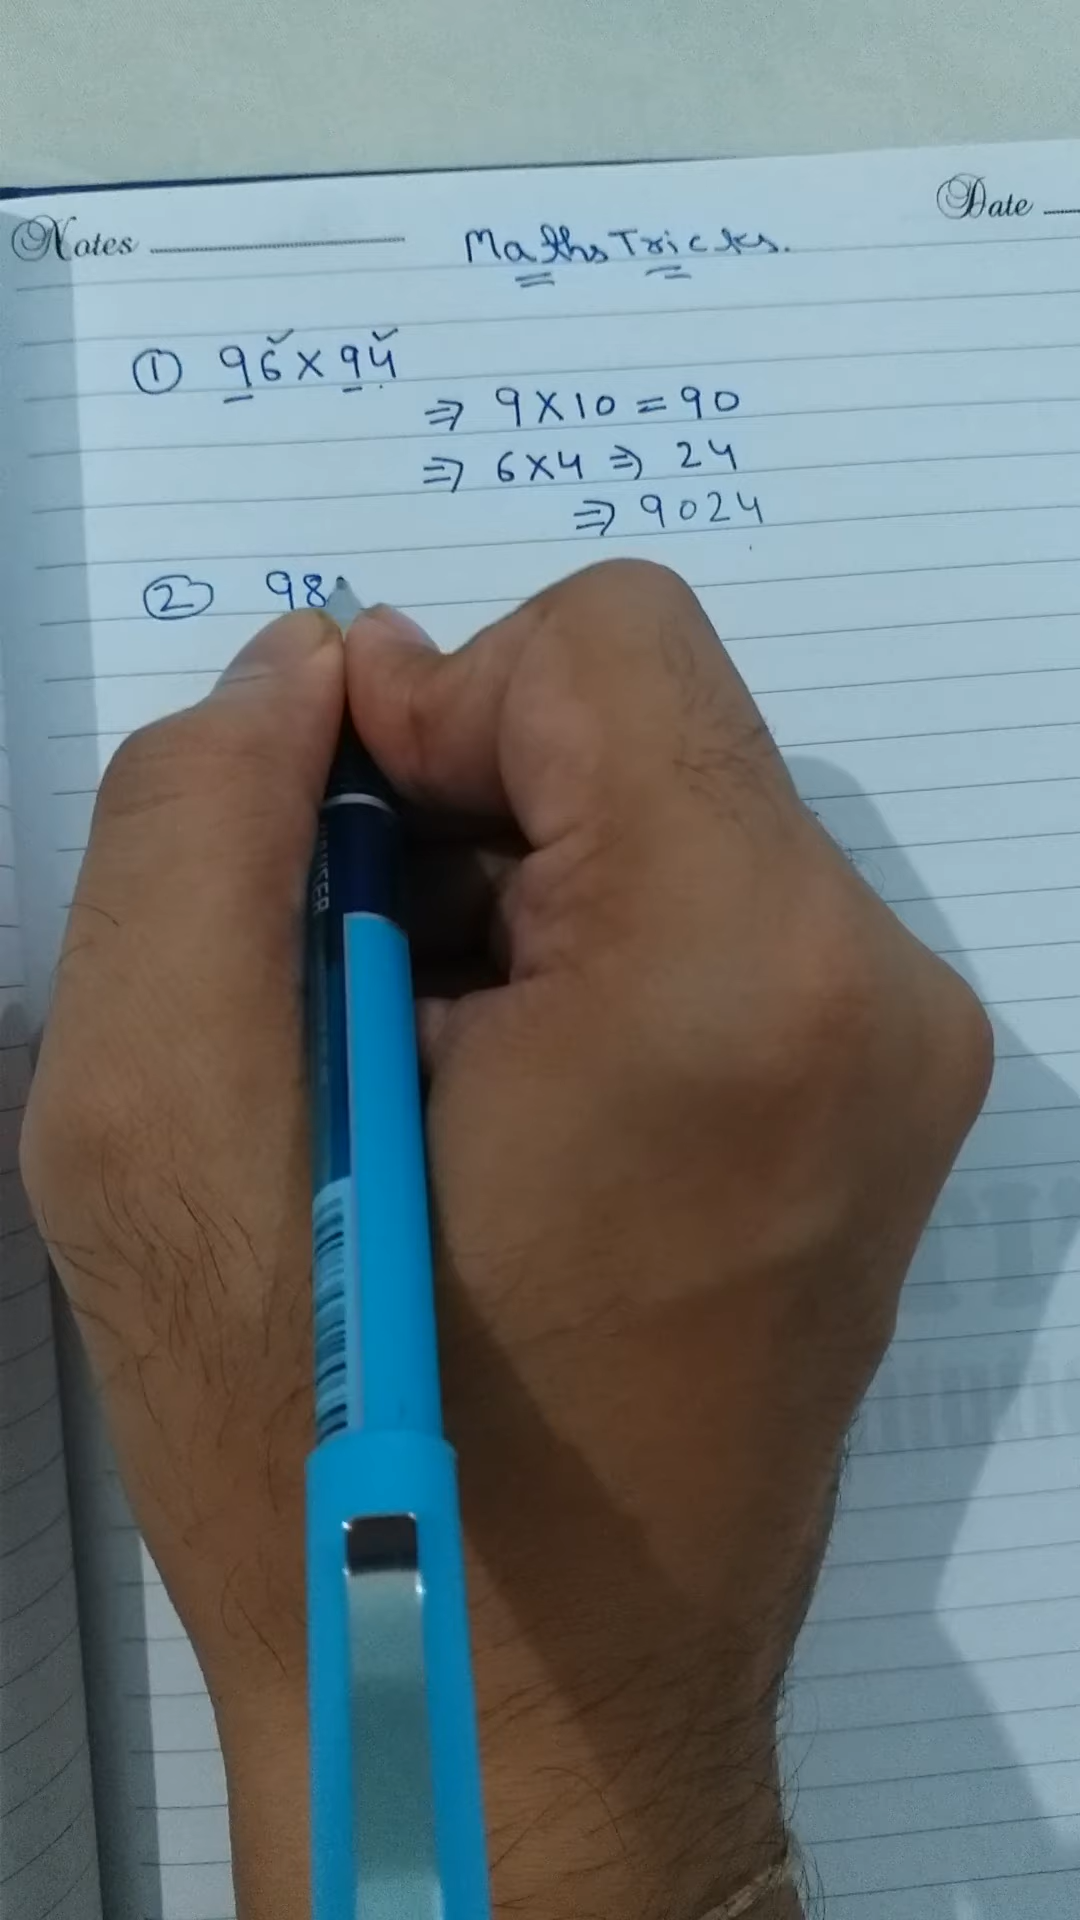 Notes
Date
Maths Tricks.
① 96 × 94
⇒ 9 × 10 = 90
⇒ 6 × 4 ⇒ 24
⇒ 9024
② 98